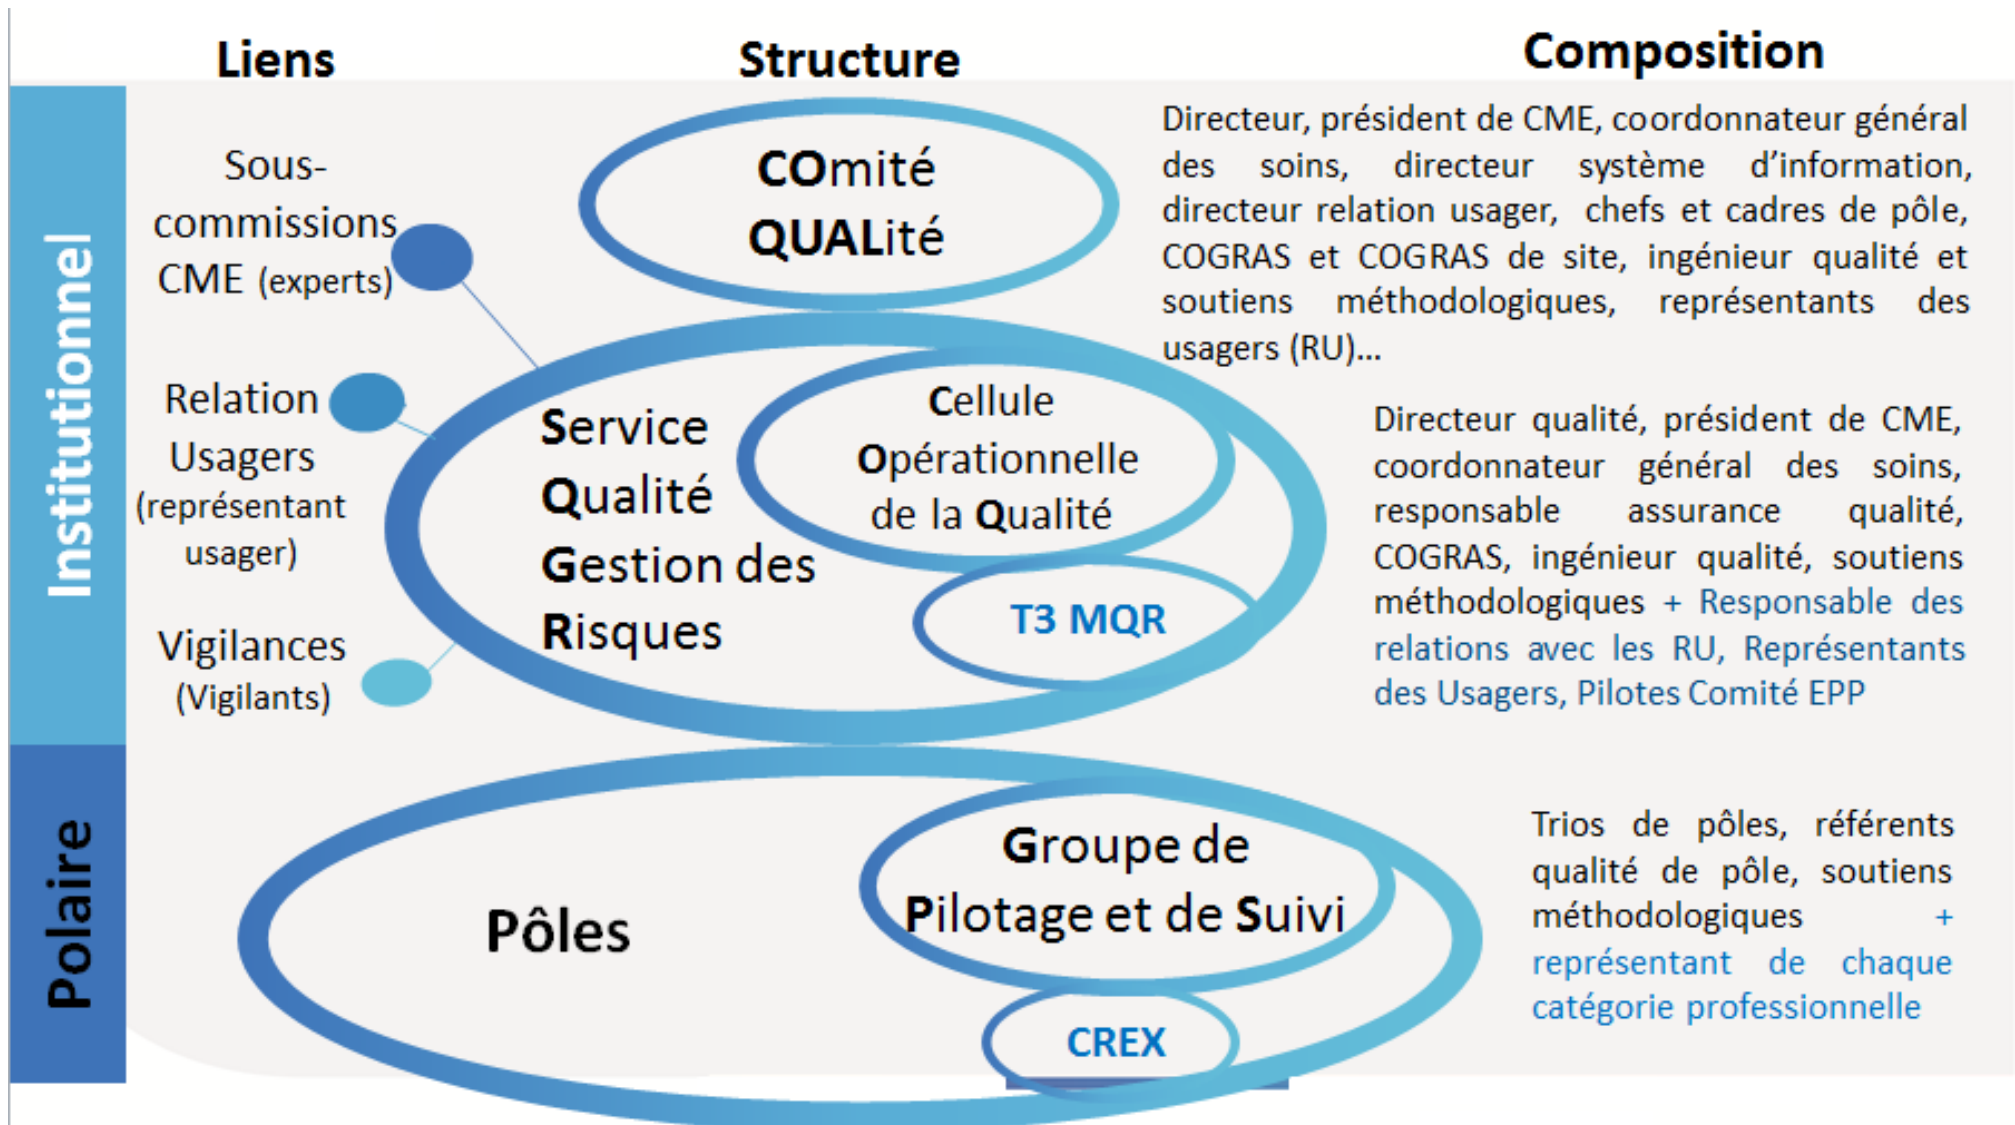 Liens
Structure
Composition
Institutionnel
Sous-
commissions
CME (experts)
Relation
Usagers
(représentant
usager)
Vigilances
(Vigilants)
COmité
QUALité
Service
Qualité
Gestion des
Risques
Cellule
Opérationnelle
de la Qualité
T3 MQR
Directeur, président de CME, coordonnateur général
des soins, directeur système d'information,
directeur relation usager, chefs et cadres de pôle,
COGRAS et COGRAS de site, ingénieur qualité et
soutiens méthodologiques, représentants des
usagers (RU)...
Directeur qualité, président de CME,
coordonnateur général des soins,
responsable assurance qualité,
COGRAS, ingénieur qualité, soutiens
méthodologiques + Responsable des
relations avec les RU, Représentants
des Usagers, Pilotes Comité EPP
Polaire
Pôles
Groupe de
Pilotage et de Suivi
CREX
Trios de pôles, référents
qualité de pôle, soutiens
méthodologiques +
représentant de chaque
catégorie professionnelle